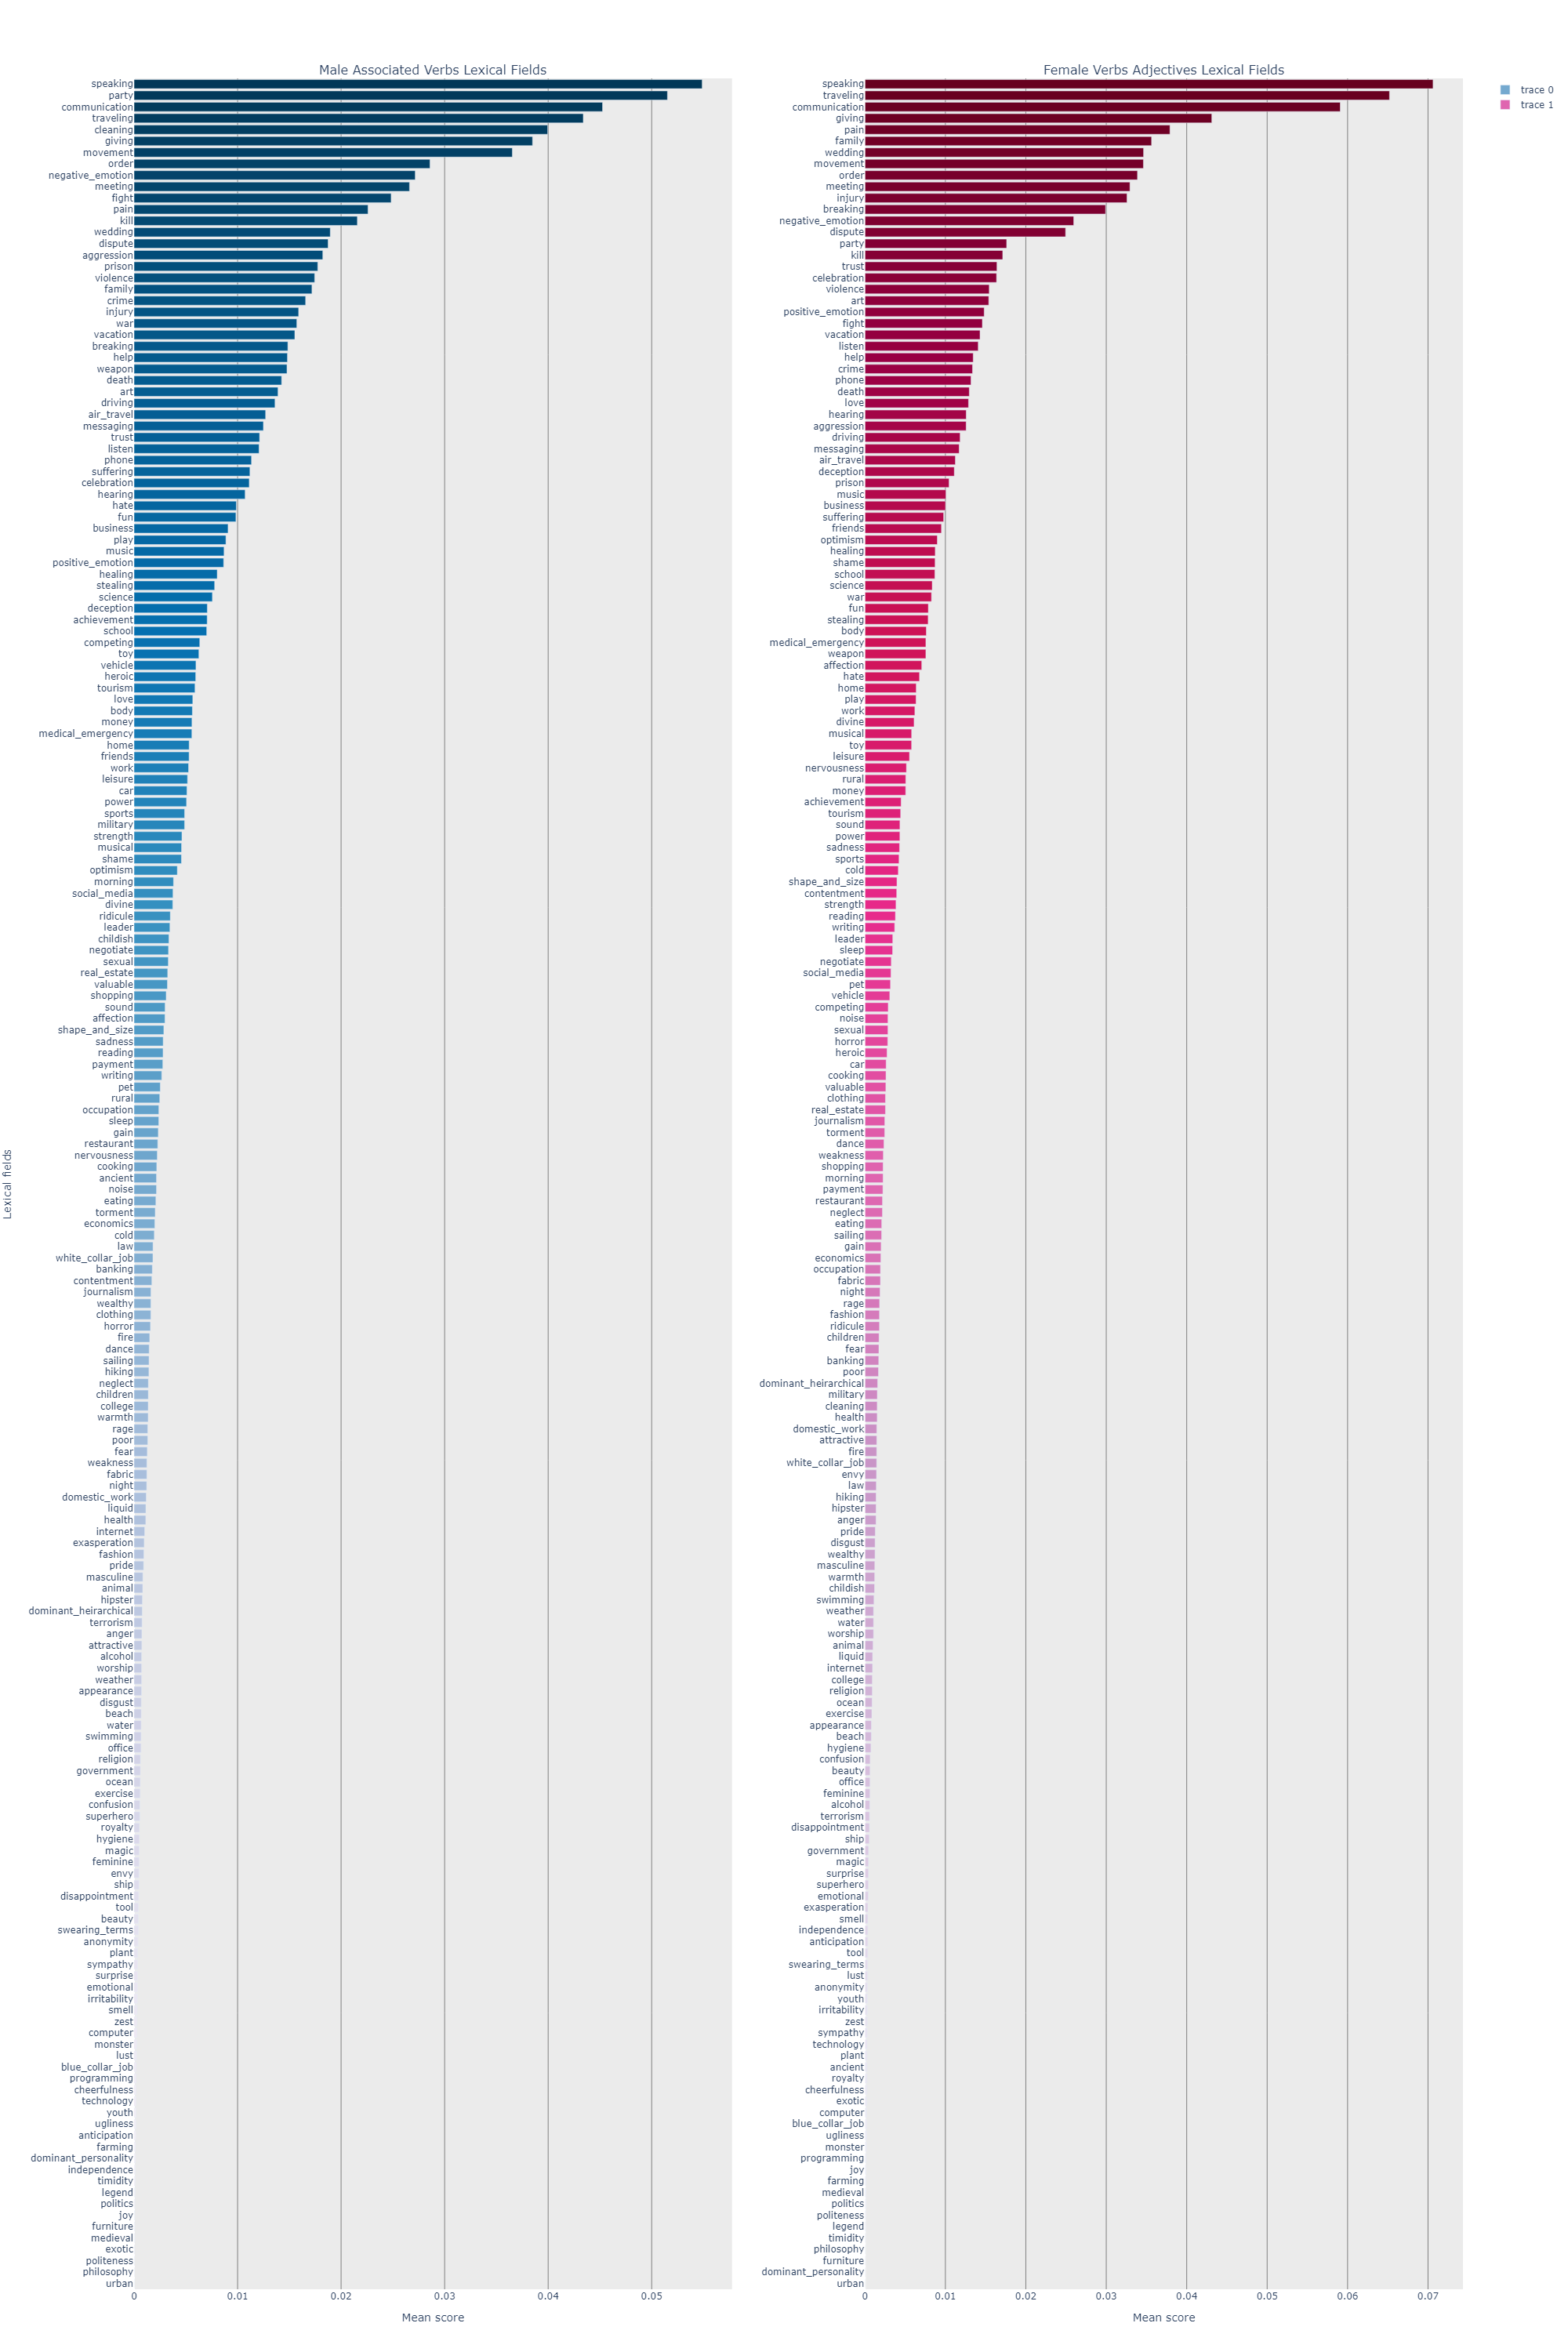 Male Associated Verbs Lexical Fields
speaking
party
communication
traveling
cleaning
giving
movement
order
negative_emotion
meeting
fight
pain
kill
wedding
dispute
aggression
prison
violence
family
crime
injury
war
vacation
breaking
help
weapon
death
art
driving
air_travel
messaging
trust
listen
phone
suffering
celebration
hearing
hate
fun
business
play
music
positive_emotion
healing
stealing
science
deception
achievement
school
competing
toy
vehicle
heroic
tourism
love
body
money
medical_emergency
home
friends
work
leisure
car
power
sports
military
strength
musical
shame
optimism
morning
social_media
divine
ridicule
leader
childish
negotiate
sexual
real_estate
valuable
shopping
sound
affection
shape_and_size
sadness
reading
payment
writing
pet
rural
occupation
sleep
gain
restaurant
nervousness
cooking
ancient
noise
eating
torment
economics
cold
law
white_collar_job
banking
contentment
journalism
wealthy
clothing
horror
fire
dance
sailing
hiking
neglect
children
college
warmth
rage
poor
fear
weakness
fabric
night
domestic_work
liquid
health
internet
exasperation
fashion
pride
masculine
animal
hipster
dominant_heirarchical
terrorism
anger
attractive
alcohol
worship
weather
appearance
disgust
beach
water
swimming
office
religion
government
ocean
exercise
confusion
superhero
royalty
hygiene
magic
feminine
envy
ship
disappointment
tool
beauty
swearing_terms
anonymity
plant
sympathy
surprise
emotional
irritability
smell
zest
computer
monster
lust
blue_collar_job
programming
cheerfulness
technology
youth
ugliness
anticipation
farming
dominant_personality
independence
timidity
legend
politics
joy
furniture
medieval
exotic
politeness
philosophy
urban
0 0.01 0.02 0.03 0.04 0.05
Mean score
Lexical fields
Female Verbs Adjectives Lexical Fields
speaking
traveling
communication
giving
pain
family
wedding
movement
order
meeting
injury
breaking
negative_emotion
dispute
party
kill
trust
celebration
violence
art
positive_emotion
fight
vacation
listen
help
crime
phone
death
love
hearing
aggression
driving
messaging
air_travel
deception
prison
music
business
suffering
friends
optimism
healing
shame
school
science
war
fun
stealing
body
medical_emergency
weapon
affection
hate
home
play
work
divine
musical
toy
leisure
nervousness
rural
money
achievement
tourism
sound
power
sadness
sports
cold
shape_and_size
contentment
strength
reading
writing
leader
sleep
negotiate
social_media
pet
vehicle
competing
noise
sexual
horror
heroic
car
cooking
valuable
clothing
real_estate
journalism
torment
dance
weakness
shopping
morning
payment
restaurant
neglect
eating
sailing
gain
economics
occupation
fabric
night
rage
fashion
ridicule
children
fear
banking
poor
dominant_heirarchical
military
cleaning
health
domestic_work
attractive
fire
white_collar_job
envy
law
hiking
hipster
anger
pride
disgust
wealthy
masculine
warmth
childish
swimming
weather
water
worship
animal
liquid
internet
college
religion
ocean
exercise
appearance
beach
hygiene
confusion
beauty
office
feminine
alcohol
terrorism
disappointment
ship
government
magic
surprise
superhero
emotional
exasperation
smell
independence
anticipation
tool
swearing_terms
lust
anonymity
youth
irritability
zest
sympathy
technology
plant
ancient
royalty
cheerfulness
exotic
computer
blue_collar_job
ugliness
monster
programming
joy
farming
medieval
politics
politeness
legend
timidity
philosophy
furniture
dominant_personality
urban
0 0.01 0.02 0.03 0.04 0.05 0.06 0.07
Mean score
trace 0
trace 1